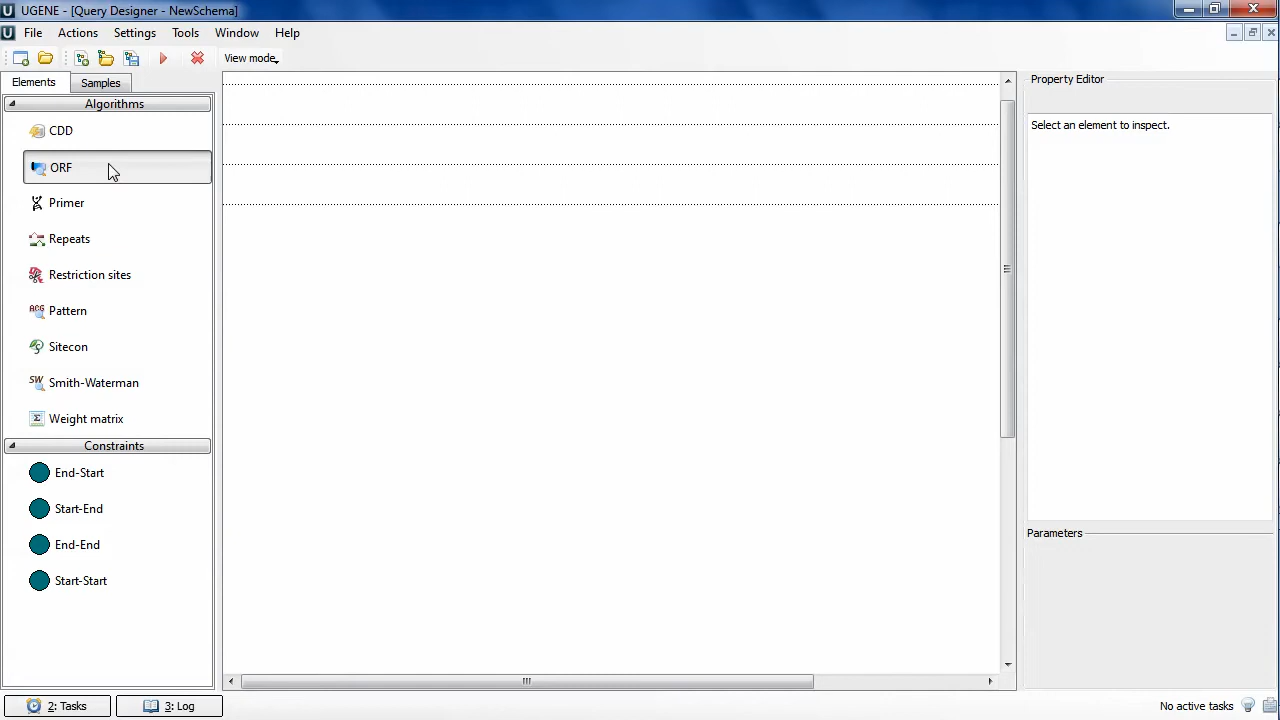 UGENE - [Query Designer - NewSchema]
File Actions Settings Tools Window Help
View mode
Elements Samples
Algorithms
CDD
ORF
Primer
Repeats
Restriction sites
Pattern
Sitecon
Smith-Waterman
Weight matrix
Constraints
End-Start
Start-End
End-End
Start-Start
Property Editor
Select an element to inspect.
Parameters
2: Tasks 3: Log
No active tasks